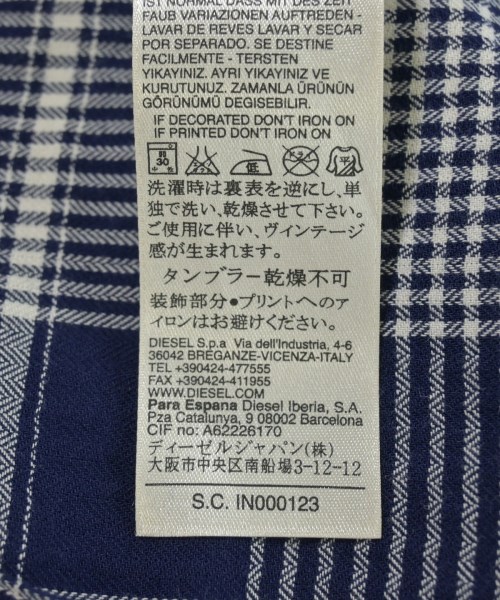 IST NORMAL DASS MIT DES ZEIT
FAUB VARIAZIONEN AUFTREDEN -
LAVAR DE REVES LAVAR Y SECAR
POR SEPARADO. SE DESTINE
FACILMENTE - TERSTEN
YIKAYINIZ. AYRI YIKAYINIZ VE
KURUTUNUZ. ZAMANLA ÜRÜNÜN
GÖRÜNÜMÜ DEGISEBILIR.
IF DECORATED DON'T IRON ON
IF PRINTED DON'T IRON ON
30 中 低
平
洗濯時は裏表を逆にし、単
独で洗い、乾燥させて下さい。
ご使用に伴い、ヴィンテージ
感が生まれます。
タンブラー乾燥不可
装飾部分●プリントへのア
イロンはお避けください。
DIESEL S.p.a Via dell'Industria, 4-6
36042 BREGANZE-VICENZA-ITALY
TEL +390424-477555
FAX +390424-411955
WWW.DIESEL.COM
Para Espana Diesel Iberia, S.A.
Pza Catalunya, 9 08002 Barcelona
CIF no: A62226170
ディーゼルジャパン(株)
大阪市中央区南船場3-12-12
S.C. IN000123